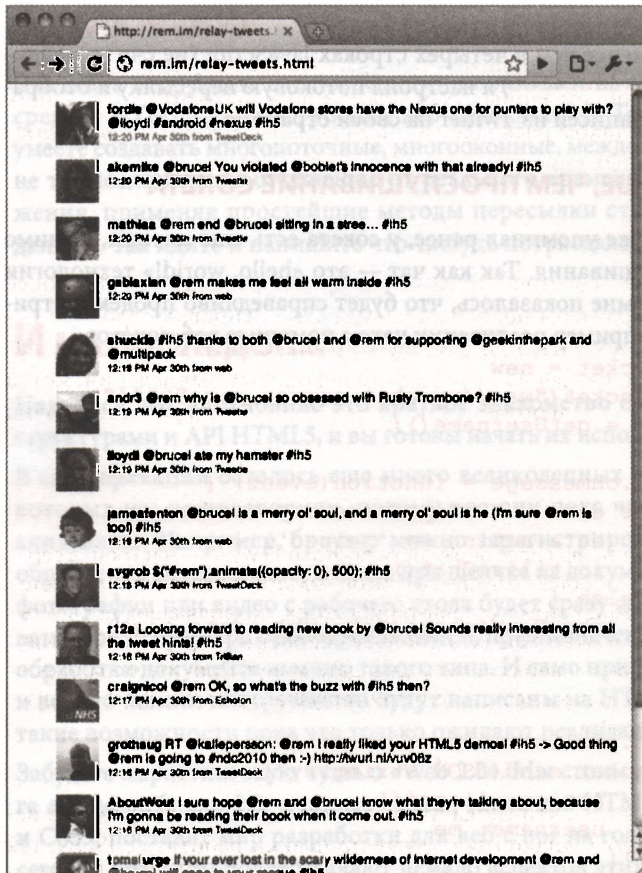 http://rem.im/relay-tweets.
rem.im/relay-tweets.html
fordie @VodafoneUK will Vodafone stores have the Nexus one for punters to play with?
@lloydi #android #nexus #ih5
12:20 PM Apr 30th from TweetDeck
akemike @brucel You violated @boblet's innocence with that already! #ih5
12:20 PM Apr 30th from Tweetie
mathiaa @rem end @brucel sitting in a stree... #ih5
12:20 PM Apr 30th from Tweetie
gablaxian @rem makes me feel all warm inside #ih5
12:20 PM Apr 30th from web
shuckle #ih5 thanks to both @brucel and @rem for supporting @geekinthepark and
@multipack
12:19 PM Apr 30th from web
andr3 @rem why is @brucel so obsessed with Rusty Trombone? #ih5
12:19 PM Apr 30th from Tweetie
lloydi @brucel ate my hamster #ih5
12:19 PM Apr 30th from Tweetie
jameafenton @brucel is a merry ol' soul, and a merry ol' soul is he (I'm sure @rem is
too!) #ih5
12:18 PM Apr 30th from web
avgrob $("#rem").animate({opacity: 0}, 500); #ih5
12:18 PM Apr 30th from TweetDeck
r12a Looking forward to reading new book by @brucel Sounds really interesting from all
the tweet hints! #ih5
12:18 PM Apr 30th from
craignicol @rem OK, so what's the buzz with #ih5 then?
12:17 PM Apr 30th from Echofon
NHS
grothaug RT @kallepersson: @rem I really liked your HTML5 demos! #ih5 -> Good thing
@rem is going to #ndc2010 then :-) http://twurl.nl/vuv08z
12:16 PM Apr 30th from TweetDeck
AboutWout I sure hope @rem and @brucel know what they're talking about, because
I'm gonna be reading their book when it come out. #ih5
12:16 PM Apr 30th from TweetDeck
urge If your ever lost in the scary wilderness of internet development @rem and
@brucel will come to your rescue #ih5